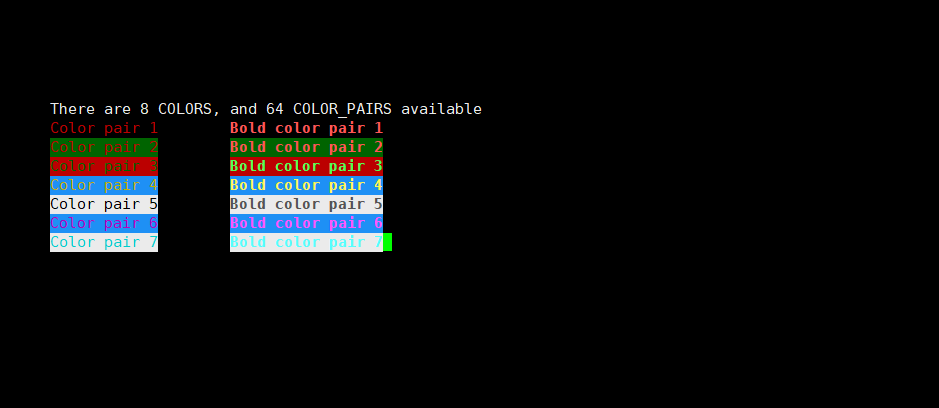 There are 8 COLORS, and 64 COLOR_PAIRS available
Color pair 1 Bold color pair 1
Color pair 2 Bold color pair 2
Color pair 3 Bold color pair 3
Color pair 4 Bold color pair 4
Color pair 5 Bold color pair 5
Color pair 6 Bold color pair 6
Color pair 7 Bold color pair 7